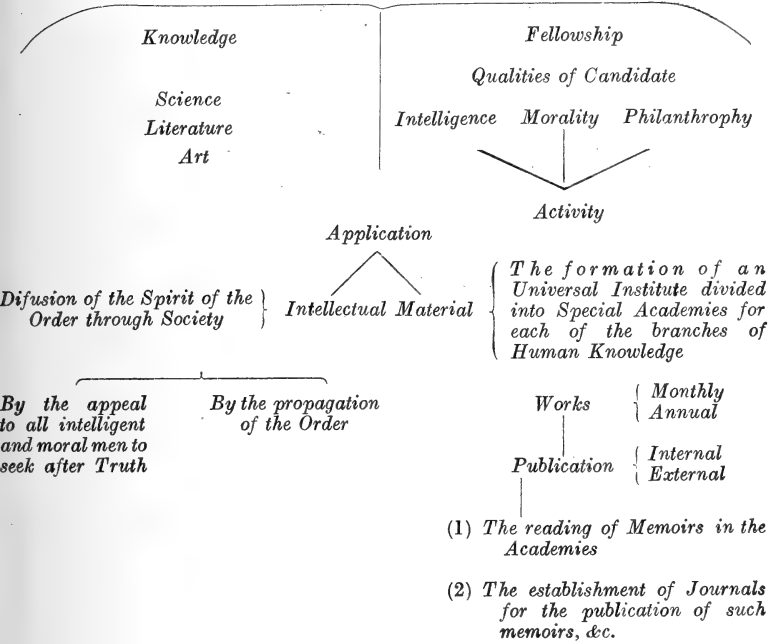 Knowledge
Science
Literature
Art
Fellowship
Qualities of Candidate
Intelligence Morality Philanthrophy
Activity
Application
Difusion of the Spirit of the
Order through Society
Intellectual Material
The formation of an
Universal Institute divided
into Special Academies for
each of the branches of
Human Knowledge
By the appeal
to all intelligent
and moral men to
seek after Truth
By the propagation
of the Order
Works
Monthly
Annual
Publication
Internal
External
(1) The reading of Memoirs in the
Academies
(2) The establishment of Journals
for the publication of such
memoirs, &c.